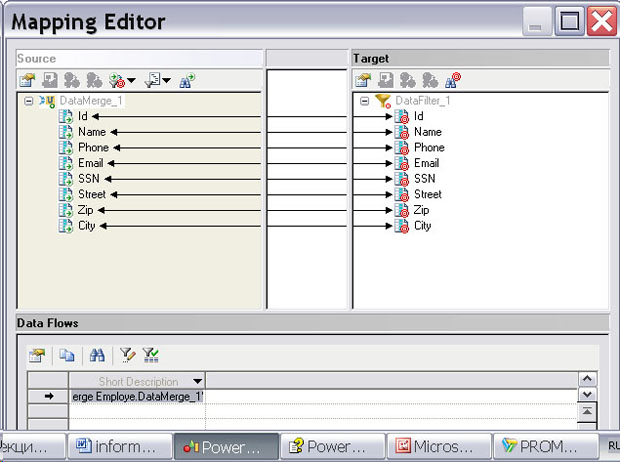 Mapping Editor
Source
Target
DataMerge_1
DataFilter_1
Id
Id
Name
Name
Phone
Phone
Email
Email
SSN
SSN
Street
Street
Zip
Zip
City
City
Data Flows
Short Description
erge Employe.DataMerge_1'
екци... inform... Power... Power... Micros... PROM... RU